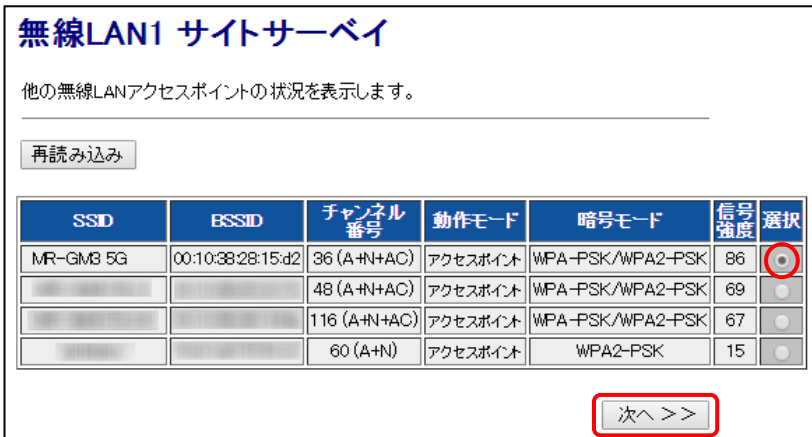 無線LAN1 サイトサーベイ
他の無線LANアクセスポイントの状況を表示します。
再読み込み
SSID BSSID チャンネル番号 動作モード 暗号モード 信号強度 選択
MR-GM3 5G 00:10:38:28:15:d2 36 (A+N+AC) アクセスポイント WPA-PSK/WPA2-PSK 86
48 (A+N+AC) アクセスポイント WPA-PSK/WPA2-PSK 69
116 (A+N+AC) アクセスポイント WPA-PSK/WPA2-PSK 67
60 (A+N) アクセスポイント WPA2-PSK 15
次へ >>